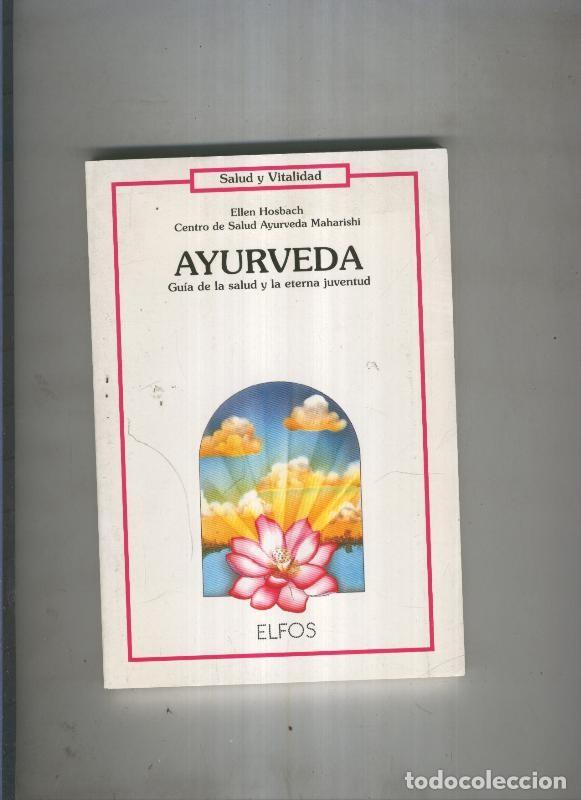 Salud y Vitalidad
Ellen Hosbach
Centro de Salud Ayurveda Maharishi
AYURVEDA
Guía de la salud y la eterna juventud
ELFOS
todocoleccion